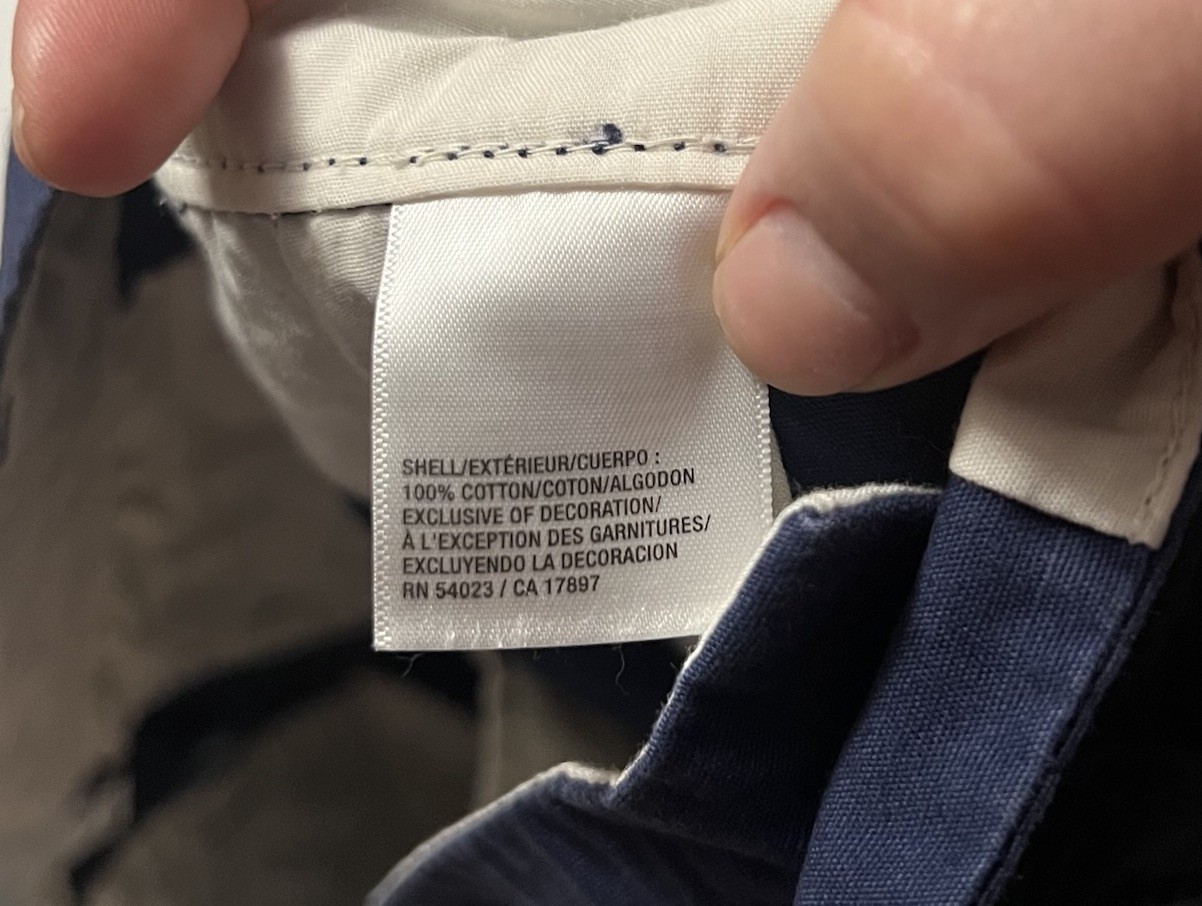 SHELL/EXTÉRIEUR/CUERPO :
100% COTTON/COTON/ALGODON
EXCLUSIVE OF DECORATION/
À L'EXCEPTION DES GARNITURES/
EXCLUYENDO LA DECORACION
RN 54023 / CA 17897